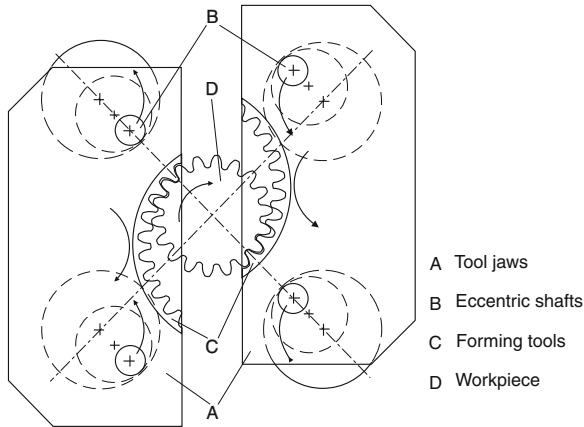 B
D
C
A
A Tool jaws
B Eccentric shafts
C Forming tools
D Workpiece